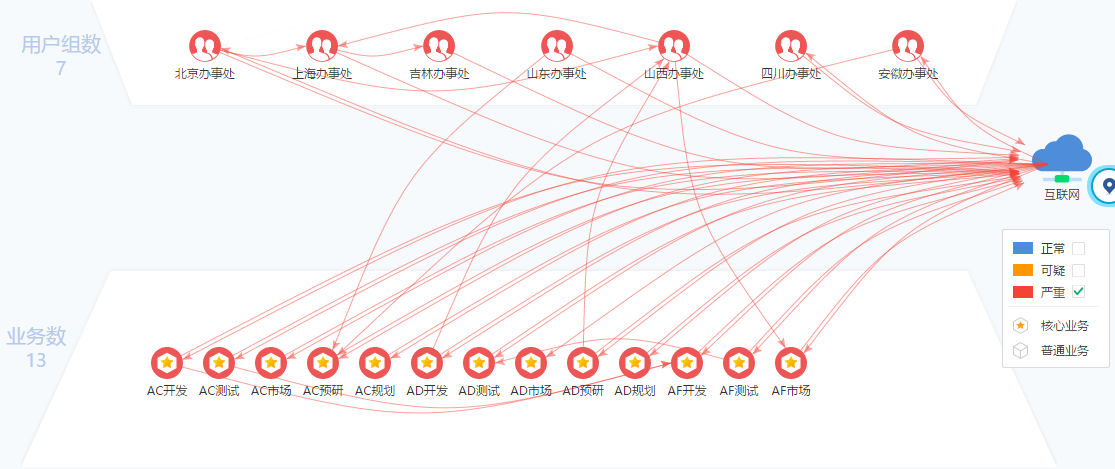 用户组数
7
北京办事处
上海办事处
吉林办事处
山东办事处
山西办事处
四川办事处
安徽办事处
互联网
正常
可疑
严重
核心业务
普通业务
业务数
13
AC开发
AC测试
AC市场
AC预研
AC规划
AD开发
AD测试
AD市场
AD预研
AD规划
AF开发
AF测试
AF市场